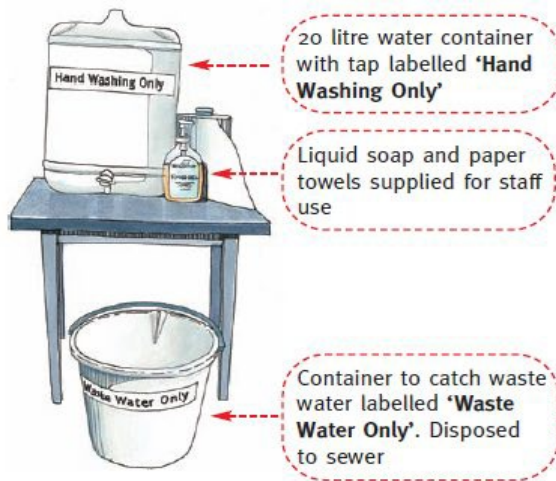 20 litre water container
with tap labelled ‘Hand
Washing Only’
Hand Washing Only
Liquid soap and paper
towels supplied for staff
use
Container to catch waste
water labelled ‘Waste
Water Only’. Disposed
to sewer
Waste Water Only